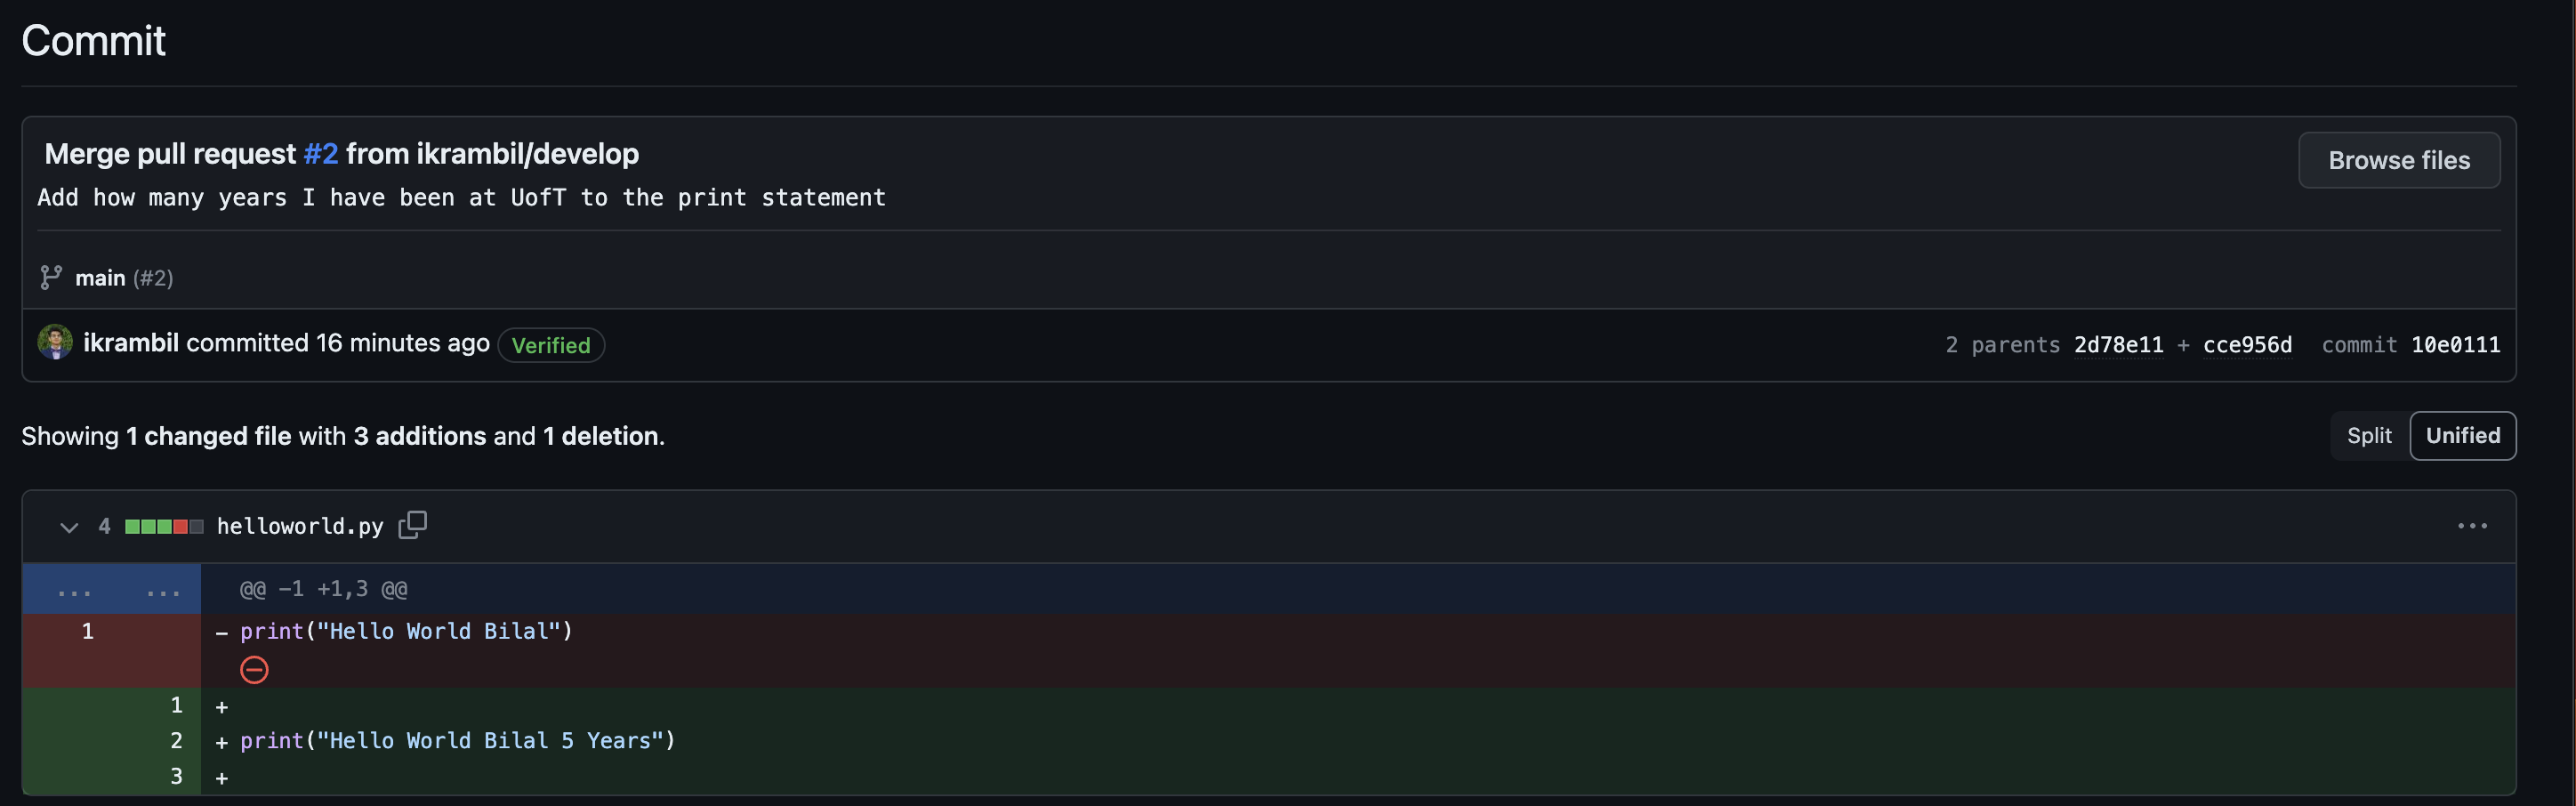 Commit
Merge pull request #2 from ikrambil/develop
Browse files
Add how many years I have been at UofT to the print statement
main (#2)
ikrambil committed 16 minutes ago Verified
2 parents 2d78e11 + cce956d commit 10e0111
Showing 1 changed file with 3 additions and 1 deletion.
Split Unified
4 helloworld.py
... ... @@ -1 +1,3 @@
1 - print("Hello World Bilal")
1 +
2 + print("Hello World Bilal 5 Years")
3 +